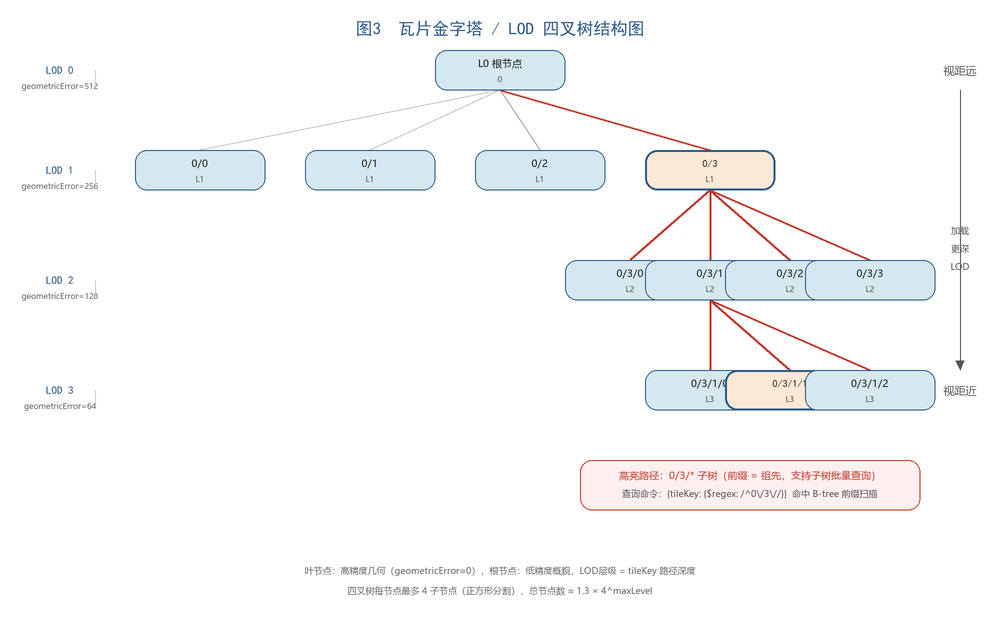 图3 瓦片金字塔 / LOD 四叉树结构图
LOD 0
geometricError=512
L0 根节点
0
视距远
LOD 1
geometricError=256
0/0
L1
0/1
L1
0/2
L1
0/3
L1
加载
更深
LOD
LOD 2
geometricError=128
0/3/0
L2
0/3/1
L2
0/3/2
L2
0/3/3
L2
LOD 3
geometricError=64
0/3/1/0
L3
0/3/1/1
L3
0/3/1/2
L3
视距近
高亮路径：0/3/* 子树（前缀 = 祖先，支持子树批量查询）
查询命令：{tileKey: {$regex: /^0\/3\//}} 命中 B-tree 前缀扫描
叶节点：高精度几何（geometricError≈0），根节点：低精度概貌，LOD层级 = tileKey 路径深度
四叉树每节点最多 4 子节点（正方形分割），总节点数 ≈ 1.3 × 4^maxLevel